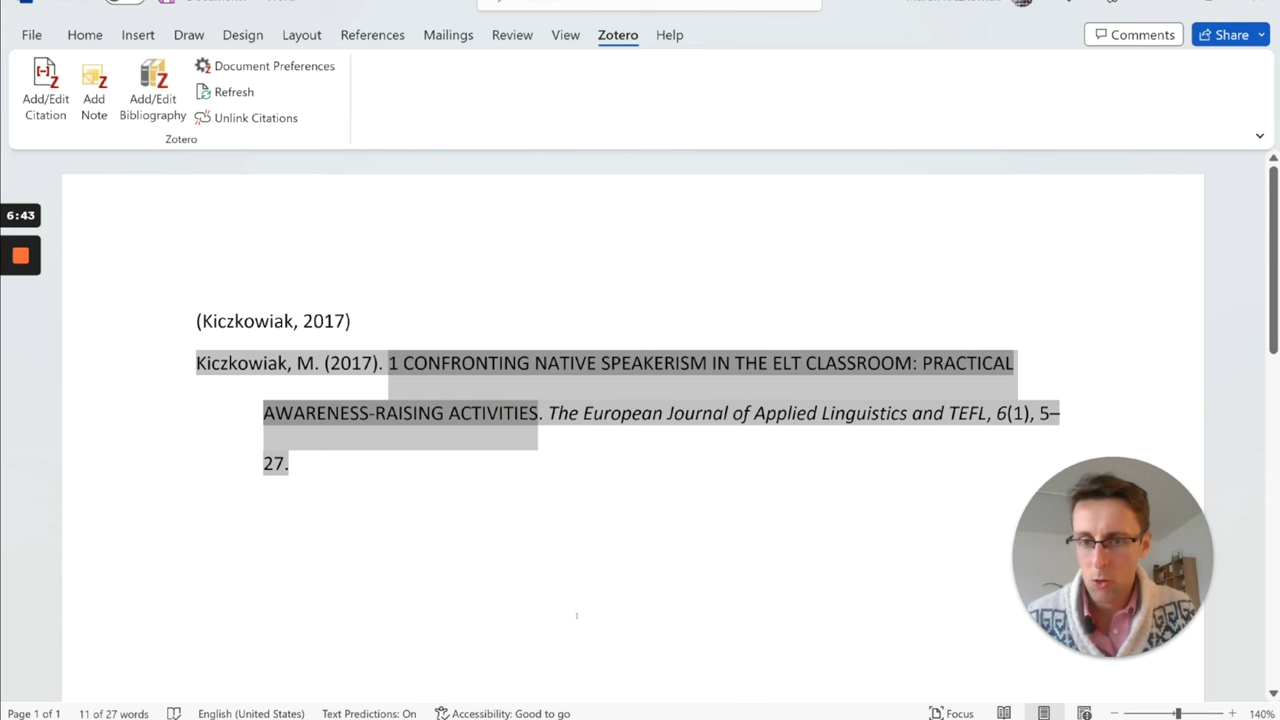 File Home Insert Draw Design Layout References Mailings Review View Zotero Help Comments Share
Add/Edit Citation
Add Note
Add/Edit Bibliography
Document Preferences
Refresh
Unlink Citations
Zotero
6:43
(Kiczkowiak, 2017)
Kiczkowiak, M. (2017). 1 CONFRONTING NATIVE SPEAKERISM IN THE ELT CLASSROOM: PRACTICAL
AWARENESS-RAISING ACTIVITIES. The European Journal of Applied Linguistics and TEFL, 6(1), 5–
27.
1
Page 1 of 1 11 of 27 words English (United States) Text Predictions: On Accessibility: Good to go Focus 140%